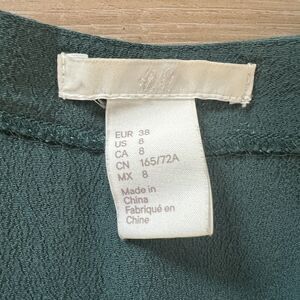 EUR 38
US 8
CA 8
CN 165/72A
MX 8
Made in
China
Fabriqué en
Chine